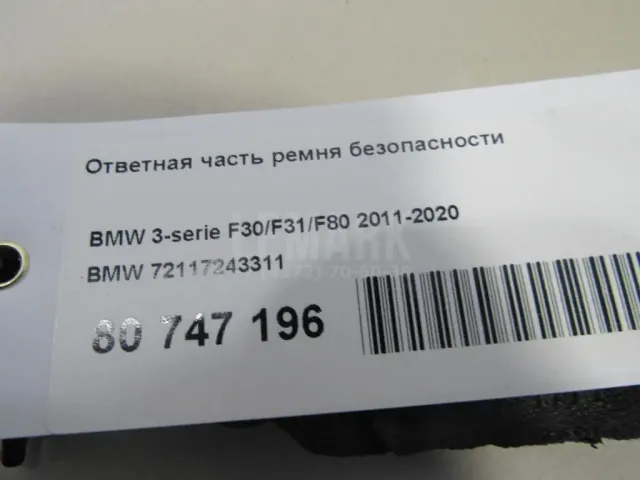 Ответная часть ремня безопасности
BMW 3-serie F30/F31/F80 2011-2020
BMW 72117243311
80 747 196